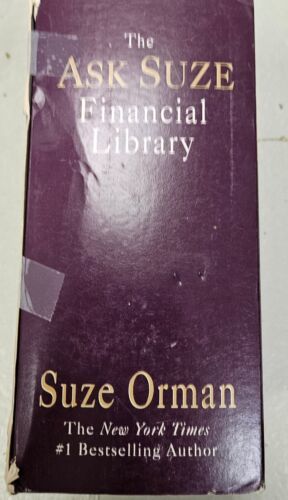 The
ASK SUZE
Financial
Library
Suze Orman
The New York Times
#1 Bestselling Author